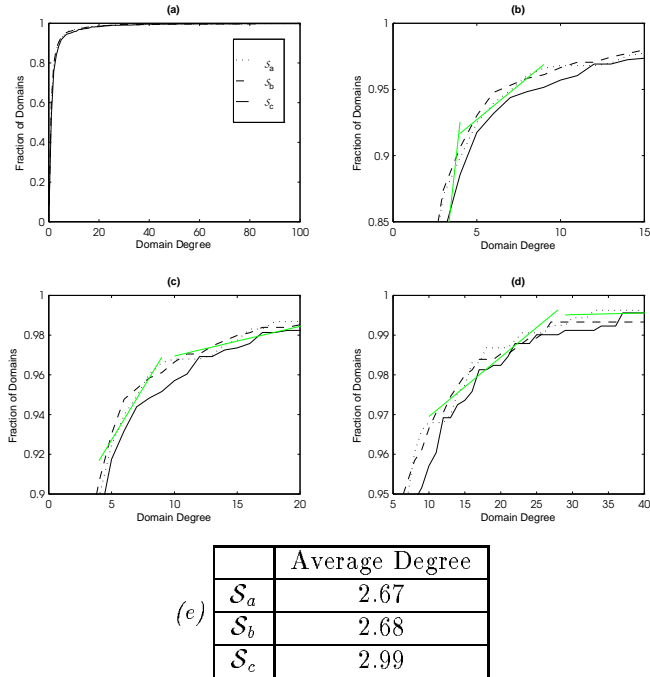 (a)
1
0.8
0.6
0.4
0.2
0
0 20 40 60 80 100
Fraction of Domains
Domain Degree
S_a
S_b
S_c
(b)
1
0.95
0.9
0.85
0 5 10 15
Fraction of Domains
Domain Degree
(c)
1
0.98
0.96
0.94
0.92
0.9
0 5 10 15 20
Fraction of Domains
Domain Degree
(d)
1
0.99
0.98
0.97
0.96
0.95
5 10 15 20 25 30 35 40
Fraction of Domains
Domain Degree
(e)
Average Degree
S_a 2.67
S_b 2.68
S_c 2.99